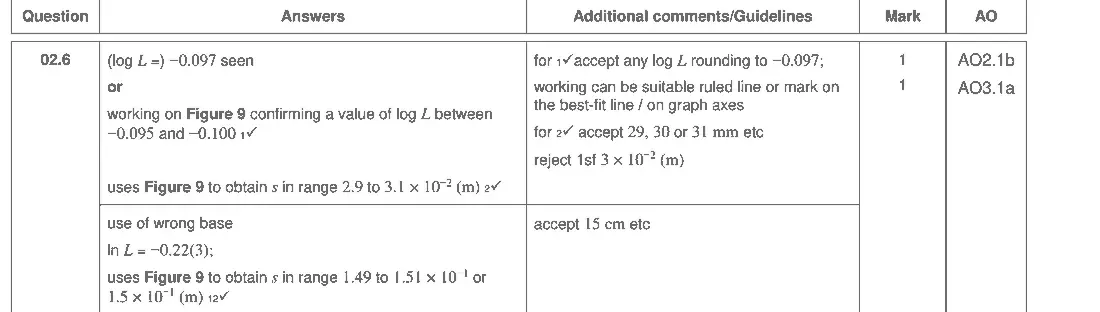 Question Answers Additional comments/Guidelines Mark AO
02.6 (log L =) −0.097 seen
or
working on Figure 9 confirming a value of log L between
−0.095 and −0.100 1✓
uses Figure 9 to obtain s in range 2.9 to 3.1 × 10⁻² (m) 2✓
for 1✓accept any log L rounding to −0.097;
working can be suitable ruled line or mark on
the best-fit line / on graph axes
for 2✓ accept 29, 30 or 31 mm etc
reject 1sf 3 × 10⁻² (m)
1 AO2.1b
1 AO3.1a
use of wrong base
ln L = −0.22(3);
uses Figure 9 to obtain s in range 1.49 to 1.51 × 10⁻¹ or
1.5 × 10⁻¹ (m) 12✓
accept 15 cm etc